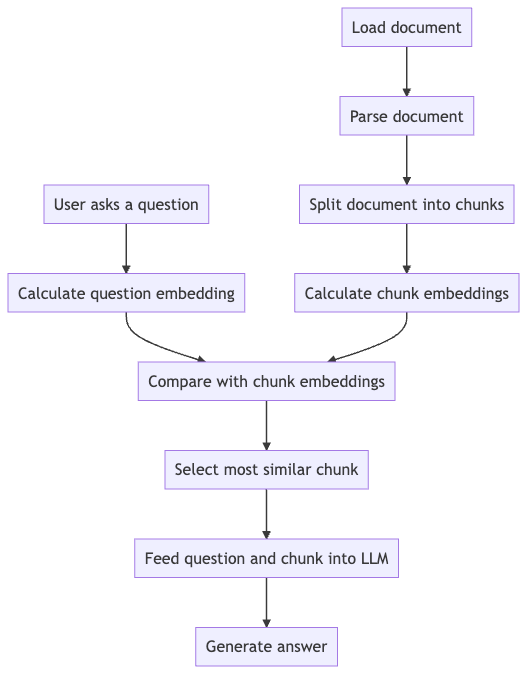 Load document
Parse document
User asks a question
Split document into chunks
Calculate question embedding
Calculate chunk embeddings
Compare with chunk embeddings
Select most similar chunk
Feed question and chunk into LLM
Generate answer